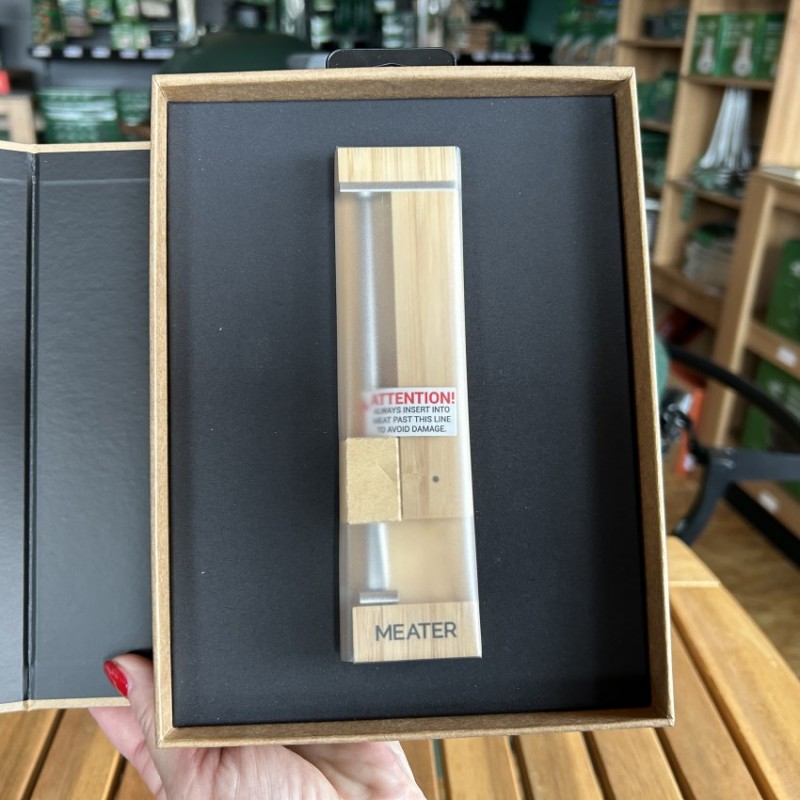 ATTENTION!
ALWAYS INSERT INTO
MEAT PAST THIS LINE
TO AVOID DAMAGE.
MEATER